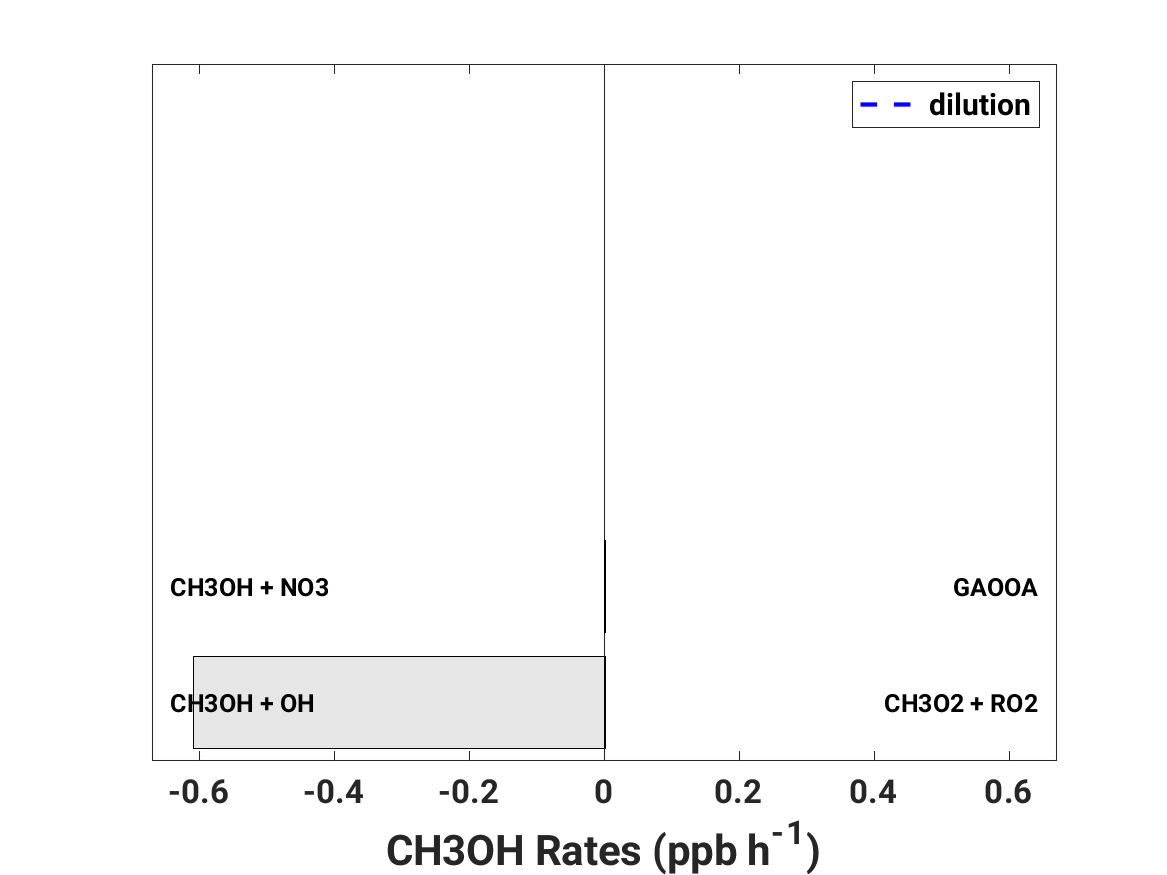 dilution
CH3OH + NO3
GAOOA
CH3OH + OH
CH3O2 + RO2
-0.6 -0.4 -0.2 0 0.2 0.4 0.6
CH3OH Rates (ppb h-1)